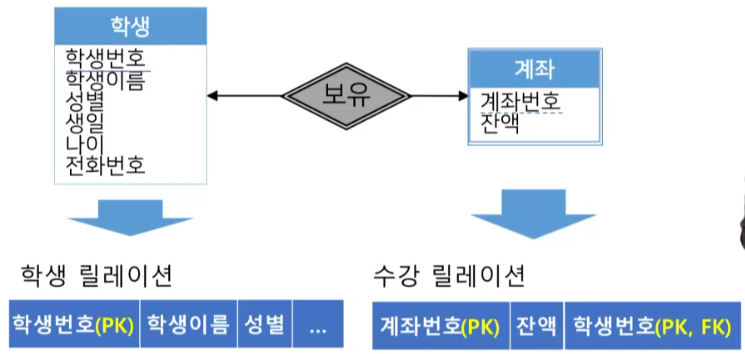 학생
학생번호
학생이름
성별
생일
나이
전화번호
보유
계좌
계좌번호
잔액
학생 릴레이션
학생번호(PK) 학생이름 성별 ...
수강 릴레이션
계좌번호(PK) 잔액 학생번호(PK, FK)